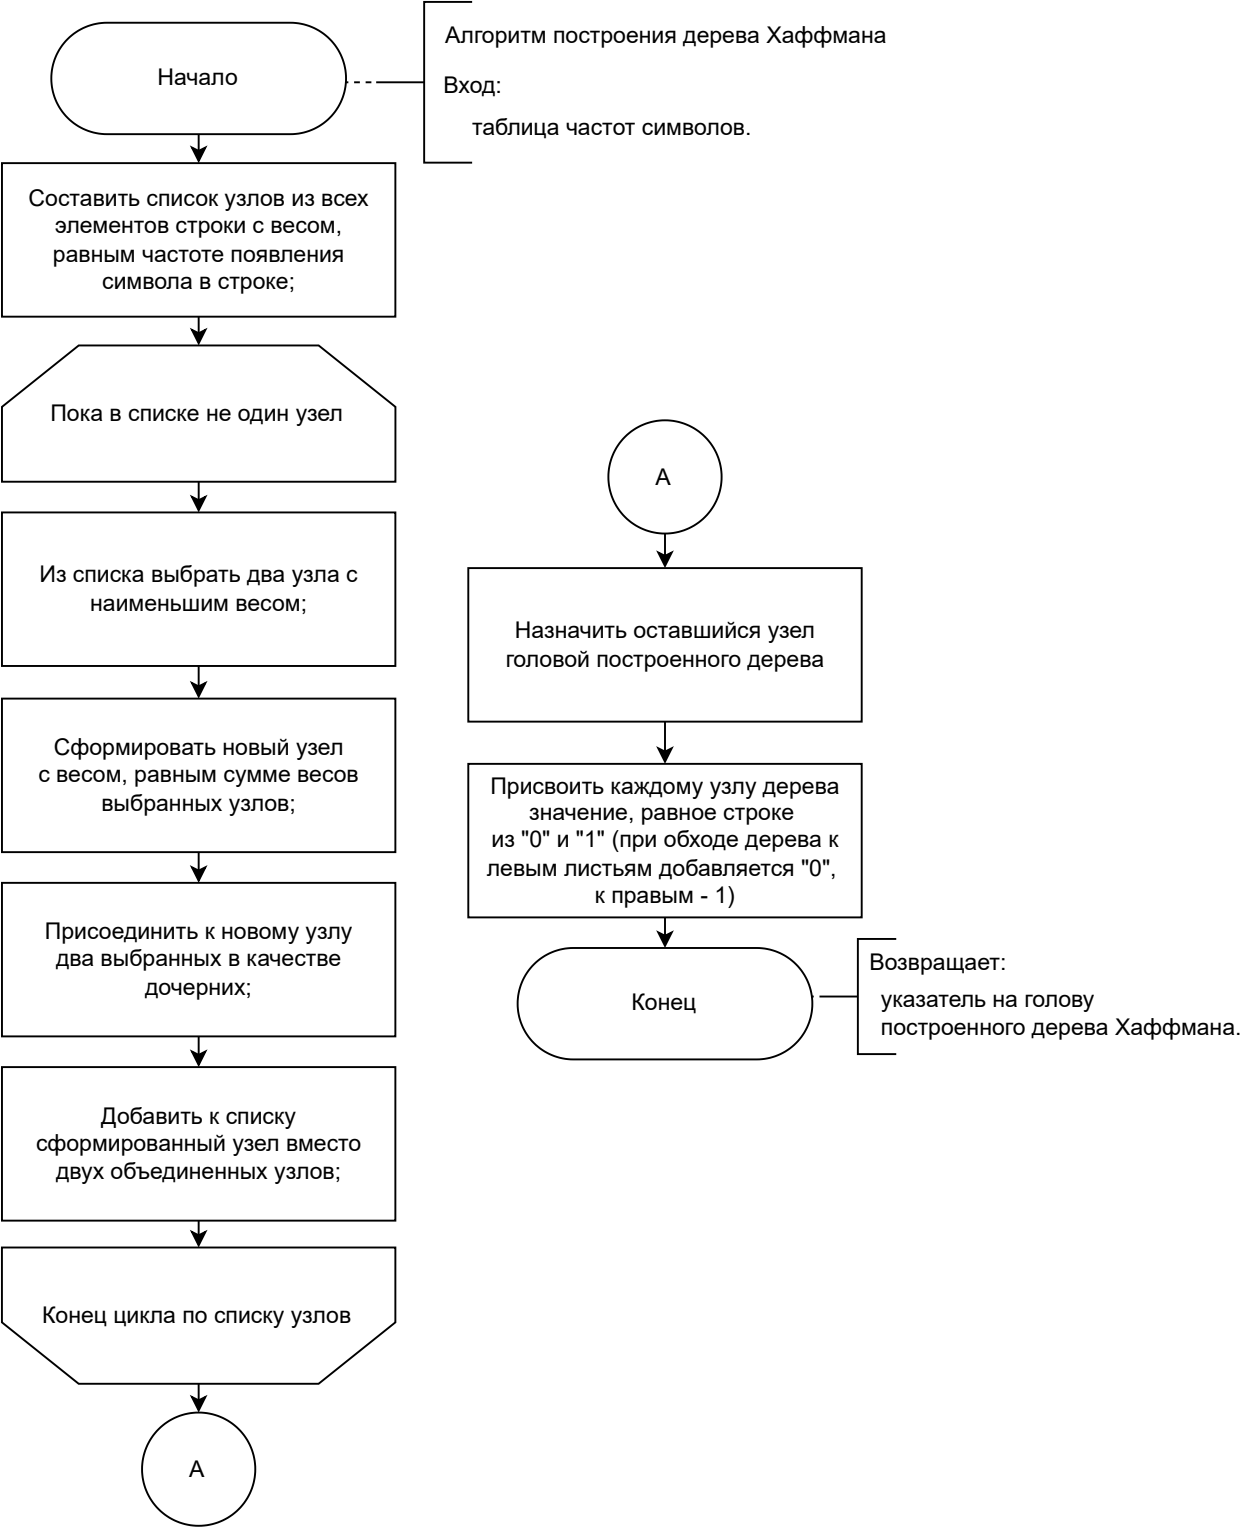 Начало
Алгоритм построения дерева Хаффмана
Вход:
таблица частот символов.
Составить список узлов из всех
элементов строки с весом,
равным частоте появления
символа в строке;
Пока в списке не один узел
Из списка выбрать два узла с
наименьшим весом;
Сформировать новый узел
с весом, равным сумме весов
выбранных узлов;
Присоединить к новому узлу
два выбранных в качестве
дочерних;
Добавить к списку
сформированный узел вместо
двух объединенных узлов;
Конец цикла по списку узлов
А
А
Назначить оставшийся узел
головой построенного дерева
Присвоить каждому узлу дерева
значение, равное строке
из "0" и "1" (при обходе дерева к
левым листьям добавляется "0",
к правым - 1)
Конец
Возвращает:
указатель на голову
построенного дерева Хаффмана.